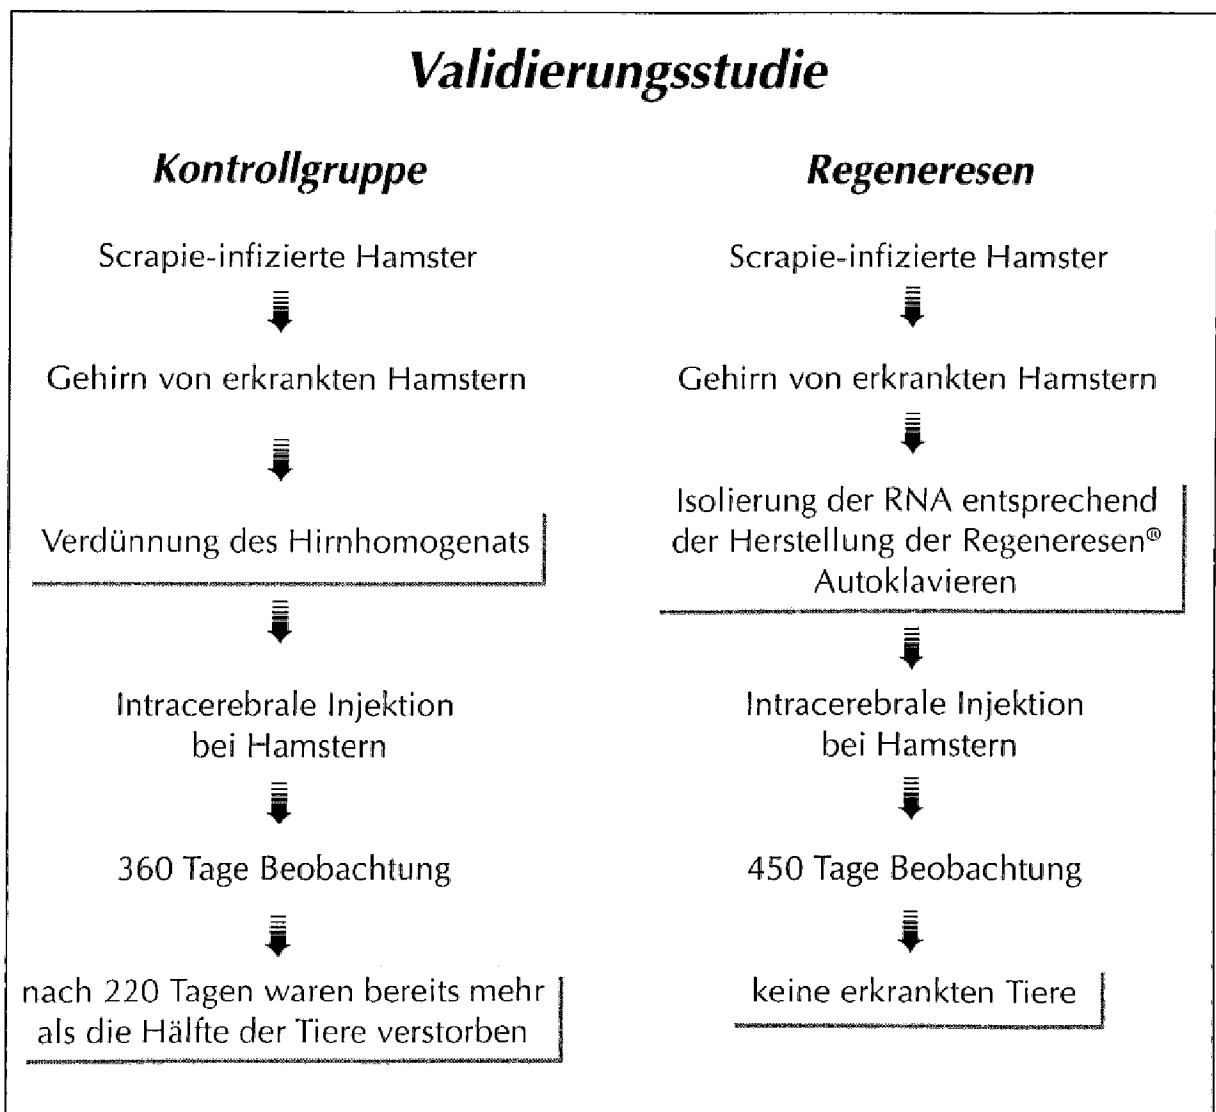 Validierungsstudie
Kontrollgruppe
Scrapie-infizierte Hamster
Gehirn von erkrankten Hamstern
Verdünnung des Hirnhomogenats
Intracerebrale Injektion
bei Hamstern
360 Tage Beobachtung
nach 220 Tagen waren bereits mehr
als die Hälfte der Tiere verstorben
Regeneresen
Scrapie-infizierte Hamster
Gehirn von erkrankten Hamstern
Isolierung der RNA entsprechend
der Herstellung der Regeneresen®
Autoklavieren
Intracerebrale Injektion
bei Hamstern
450 Tage Beobachtung
keine erkrankten Tiere